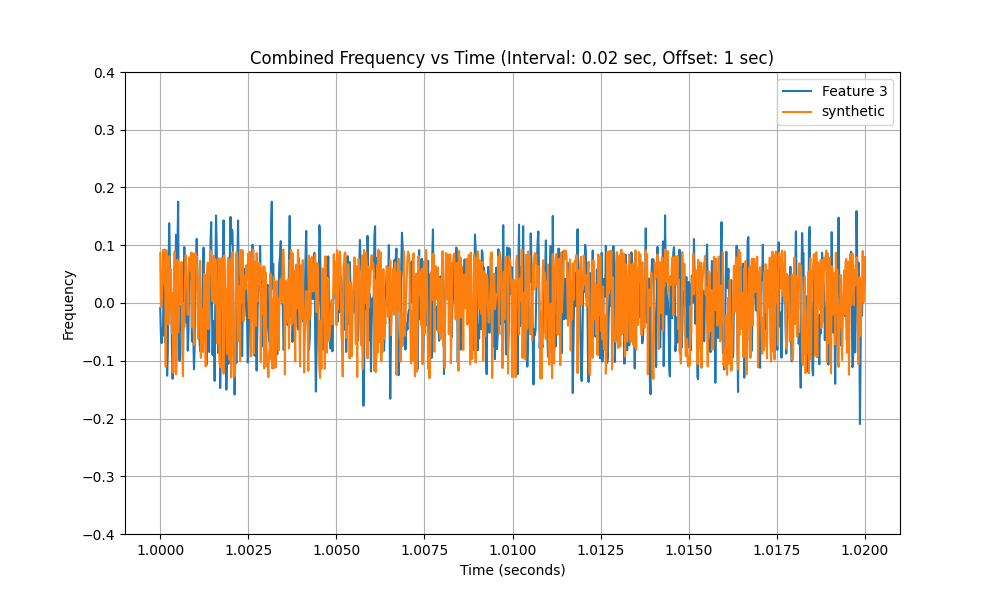 Combined Frequency vs Time (Interval: 0.02 sec, Offset: 1 sec)
Feature 3
synthetic
Frequency
0.4
0.3
0.2
0.1
0.0
−0.1
−0.2
−0.3
−0.4
1.0000 1.0025 1.0050 1.0075 1.0100 1.0125 1.0150 1.0175 1.0200
Time (seconds)